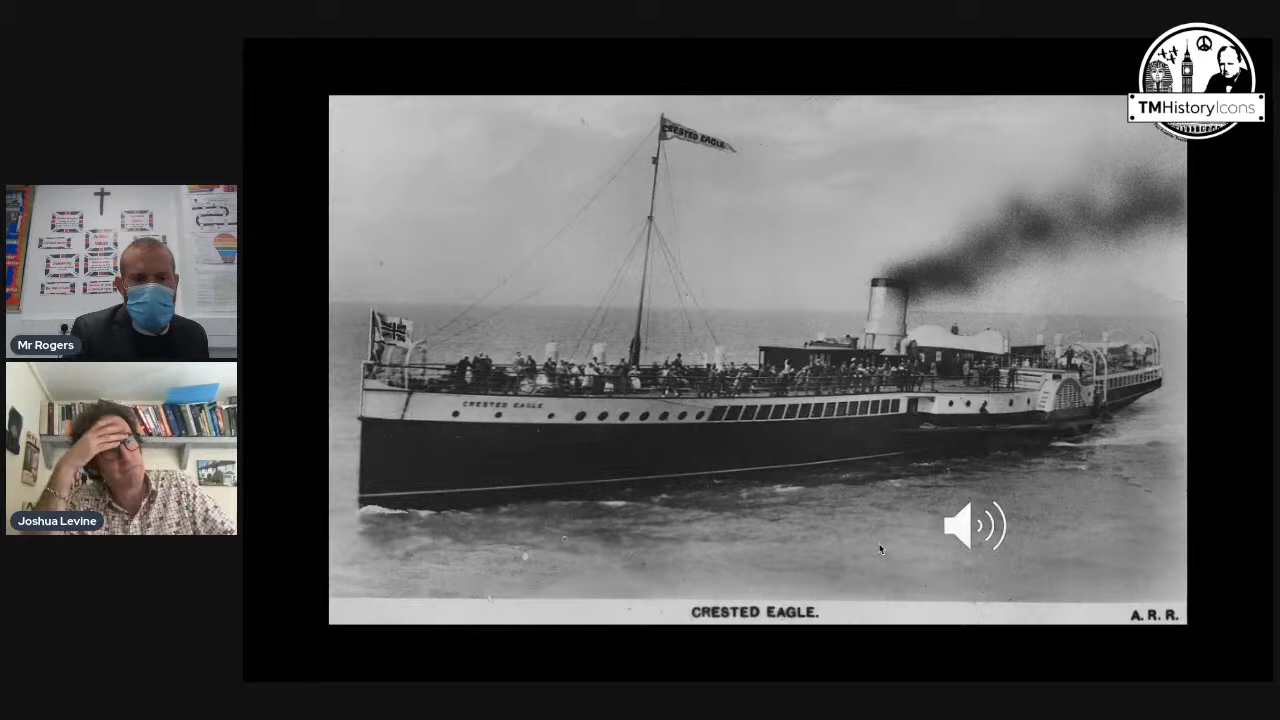 TMHistoryIcons
CRESTED EAGLE
CRESTED EAGLE
Mr Rogers
Joshua Levine
CRESTED EAGLE.
A. R. R.